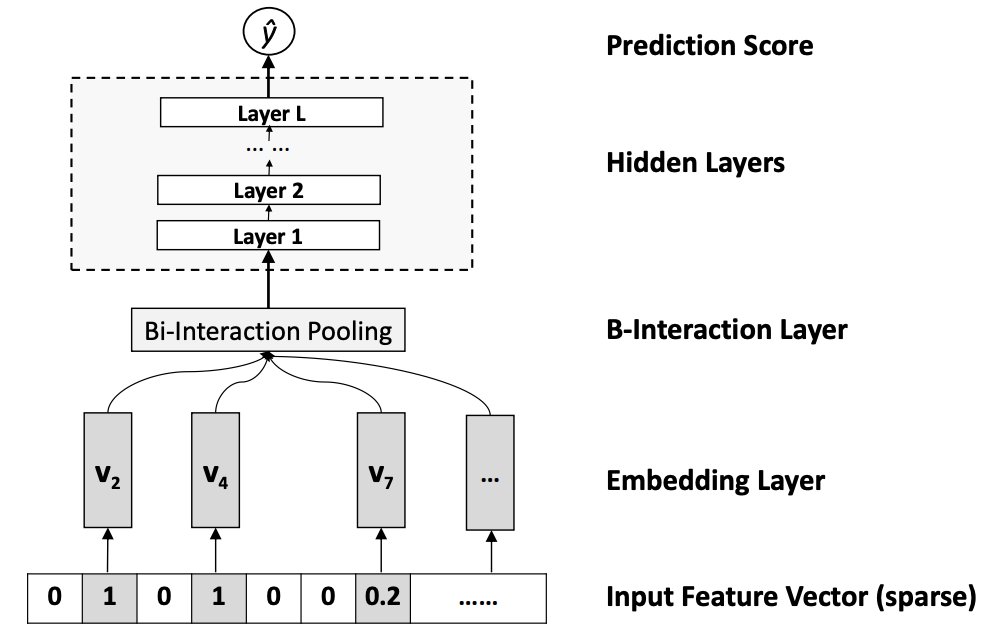 ŷ
Prediction Score
Layer L
... ...
Hidden Layers
Layer 2
Layer 1
Bi-Interaction Pooling
B-Interaction Layer
v₂ v₄ v₇ ...
Embedding Layer
0 1 0 1 0 0 0.2 ......
Input Feature Vector (sparse)